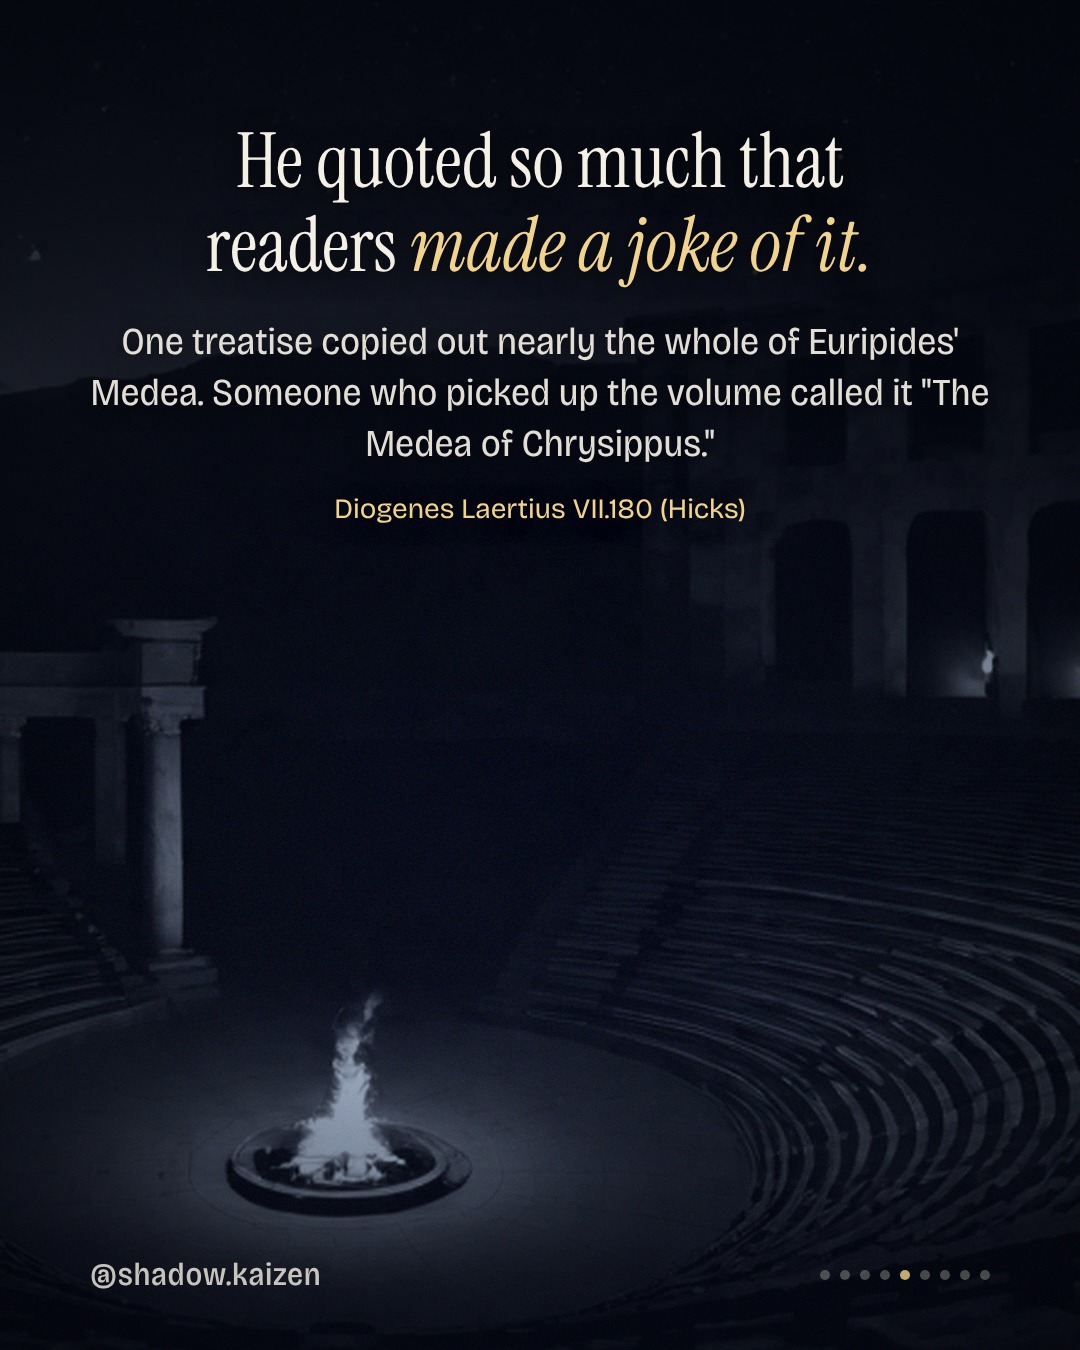 He quoted so much that
readers made a joke of it.
One treatise copied out nearly the whole of Euripides'
Medea. Someone who picked up the volume called it "The
Medea of Chrysippus."
Diogenes Laertius VII.180 (Hicks)
@shadow.kaizen